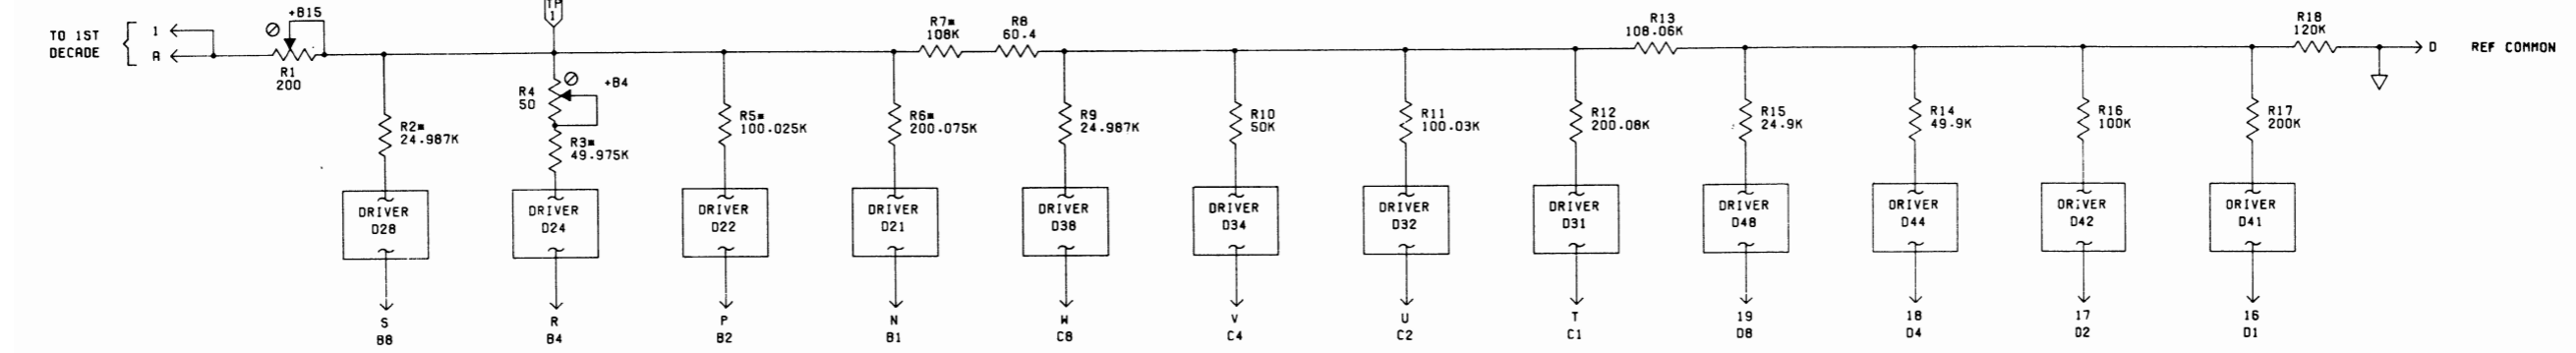 TP
1
+B15
TO 1ST
DECADE
1
A
R1
200
R7*
108K
R8
60.4
R13
108.06K
R18
120K
D
REF COMMON
R4
50
+B4
R2*
24.987K
R3*
49.975K
R5*
100.025K
R6*
200.075K
R9
24.987K
R10
50K
R11
100.03K
R12
200.08K
R15
24.9K
R14
49.9K
R16
100K
R17
200K
DRIVER
D28
DRIVER
D24
DRIVER
D22
DRIVER
D21
DRIVER
D38
DRIVER
D34
DRIVER
D32
DRIVER
D31
DRIVER
D48
DRIVER
D44
DRIVER
D42
DRIVER
D41
S
B8
R
B4
P
B2
N
B1
W
C8
V
C4
U
C2
T
C1
19
D8
18
D4
17
D2
16
D1